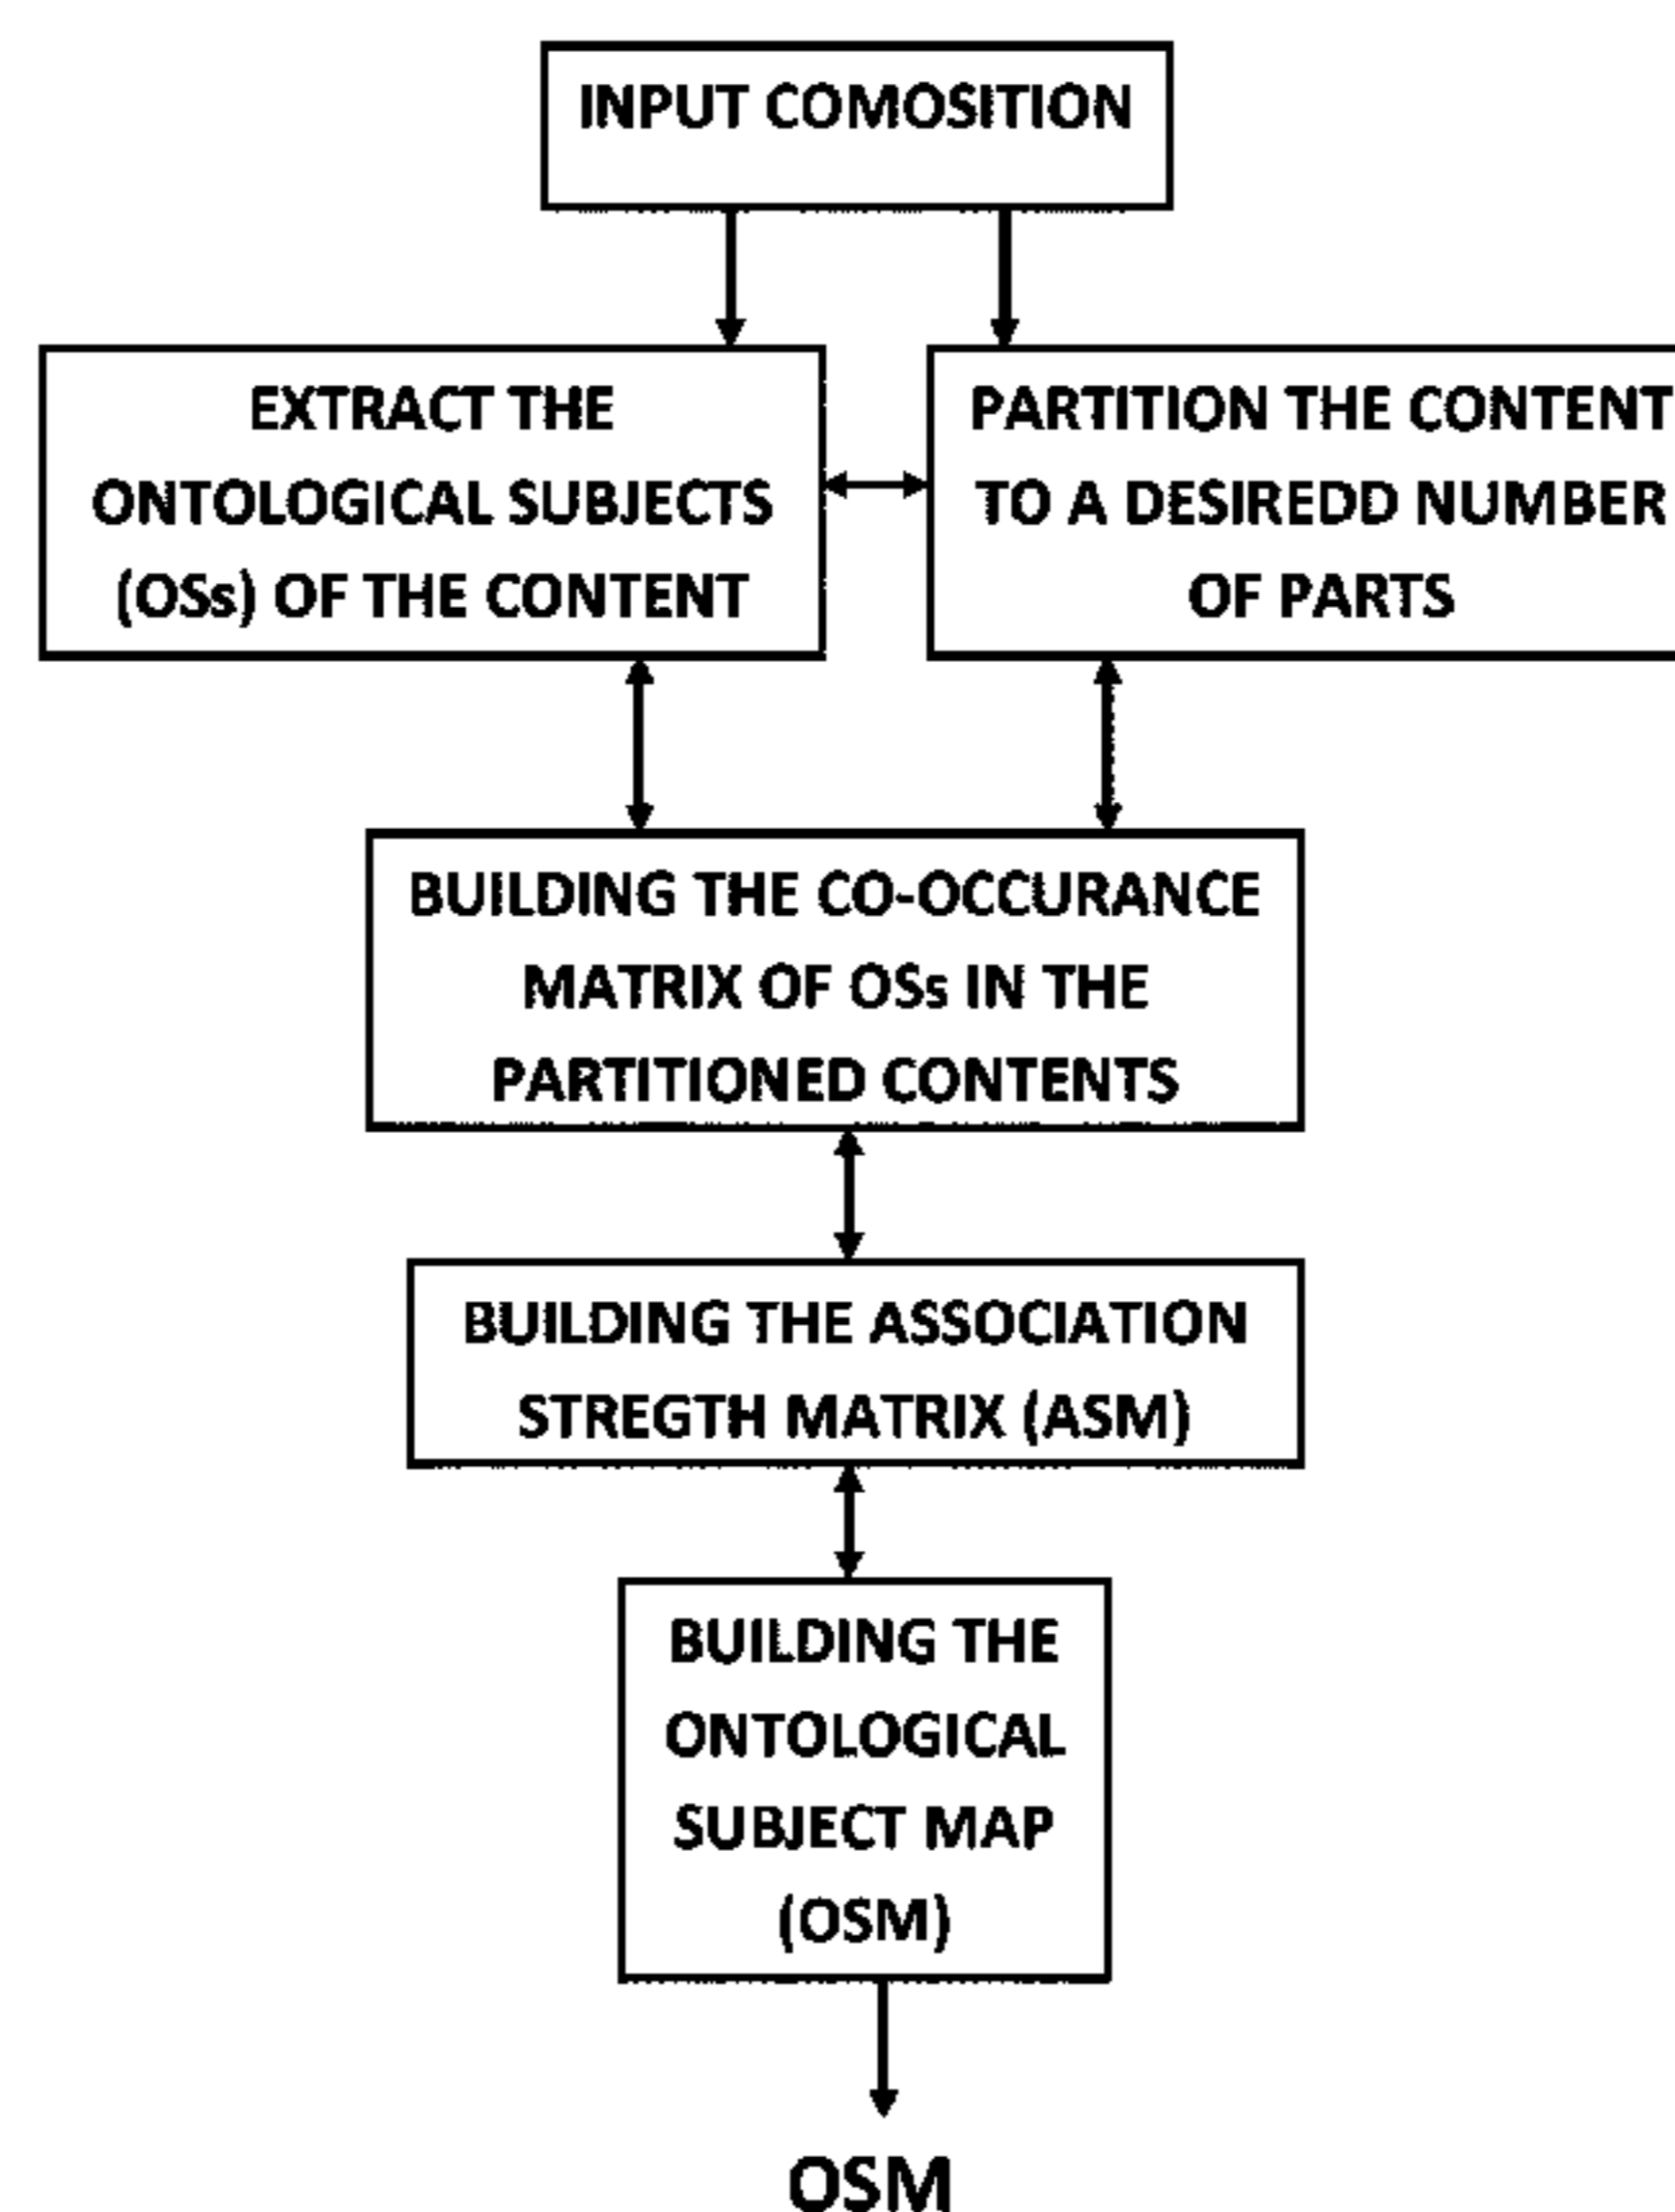 INPUT COMOSITION
EXTRACT THE
ONTOLOGICAL SUBJECTS
(OSs) OF THE CONTENT
PARTITION THE CONTENT
TO A DESIREDD NUMBER
OF PARTS
BUILDING THE CO-OCCURANCE
MATRIX OF OSs IN THE
PARTITIONED CONTENTS
BUILDING THE ASSOCIATION
STREGTH MATRIX (ASM)
BUILDING THE
ONTOLOGICAL
SUBJECT MAP
(OSM)
OSM